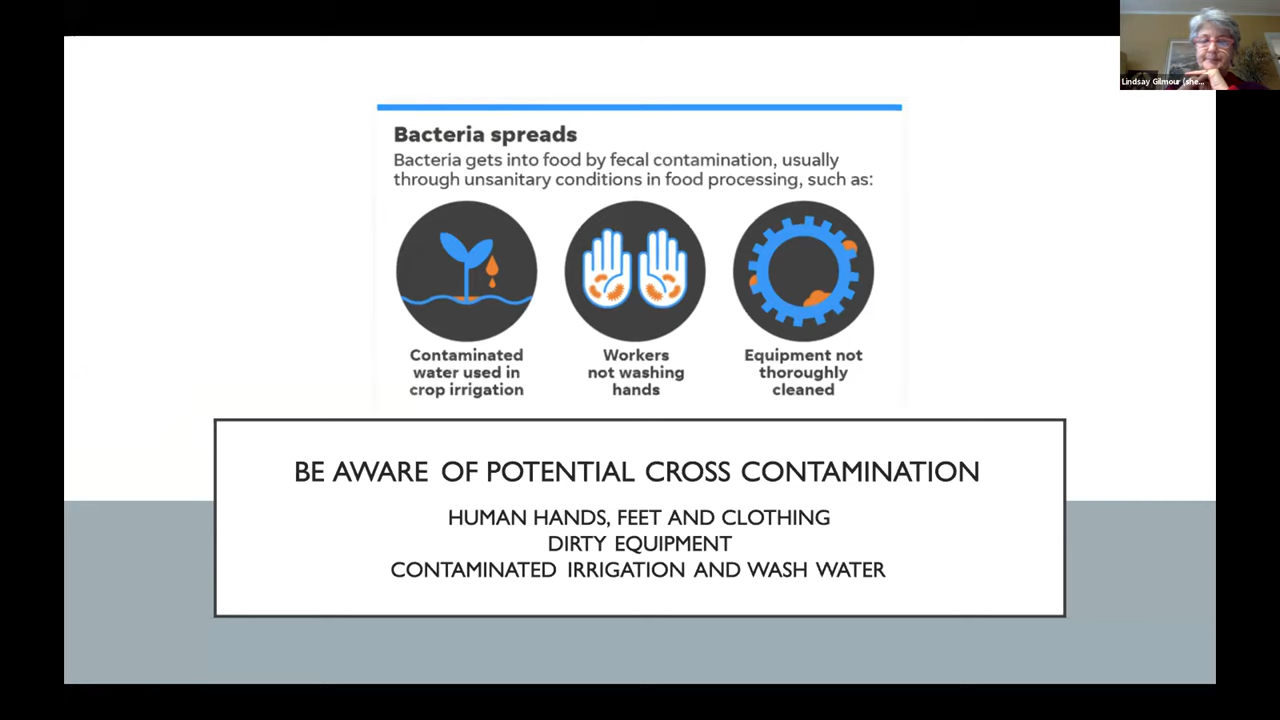 Lindsay Gilmour (she...
Bacteria spreads
Bacteria gets into food by fecal contamination, usually
through unsanitary conditions in food processing, such as:
Contaminated
water used in
crop irrigation
Workers
not washing
hands
Equipment not
thoroughly
cleaned
BE AWARE OF POTENTIAL CROSS CONTAMINATION
HUMAN HANDS, FEET AND CLOTHING
DIRTY EQUIPMENT
CONTAMINATED IRRIGATION AND WASH WATER